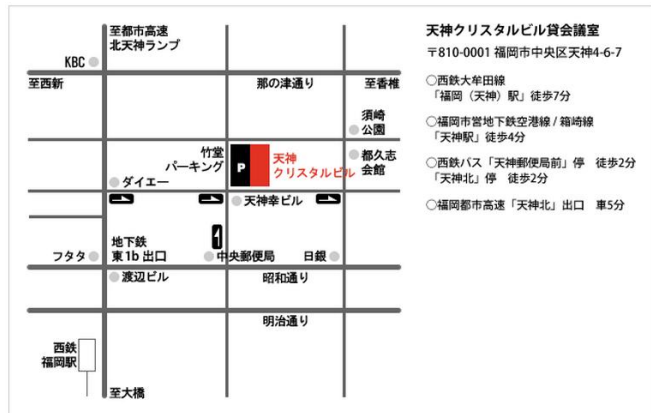 至都市高速
北天神ランプ
KBC
至西新
那の津通り
至香椎
須崎
公園
竹堂
パーキング
P
天神
クリスタルビル
都久志
会館
ダイエー
天神幸ビル
地下鉄
東1b 出口
フタタ
中央郵便局
日銀
渡辺ビル
昭和通り
明治通り
西鉄
福岡駅
至大橋
天神クリスタルビル貸会議室
〒810-0001 福岡市中央区天神4-6-7
○西鉄大牟田線
「福岡（天神）駅」徒歩7分
○福岡市営地下鉄空港線 / 箱崎線
「天神駅」徒歩4分
○西鉄バス「天神郵便局前」停　徒歩2分
「天神北」停　徒歩2分
○福岡都市高速「天神北」出口　車5分